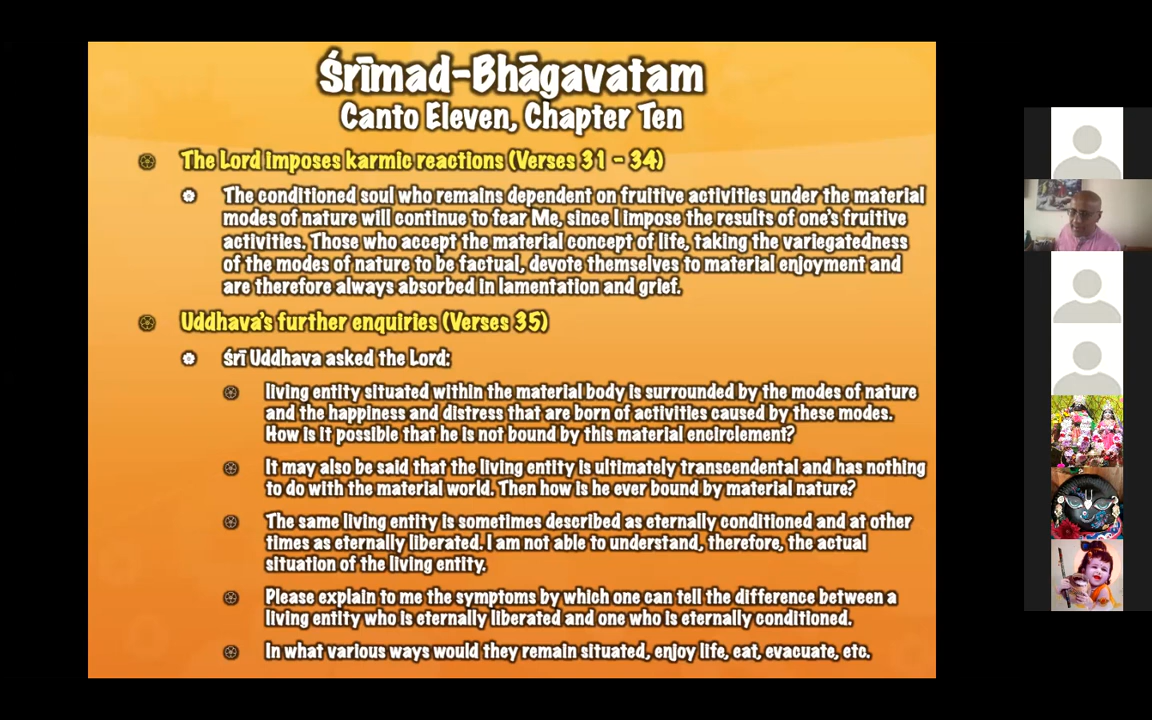 Śrīmad-Bhāgavatam
Canto Eleven, Chapter Ten
The Lord imposes karmic reactions (Verses 31 – 34)
The conditioned soul who remains dependent on fruitive activities under the material
modes of nature will continue to fear Me, since I impose the results of one's fruitive
activities. Those who accept the material concept of life, taking the variegatedness
of the modes of nature to be factual, devote themselves to material enjoyment and
are therefore always absorbed in lamentation and grief.
Uddhava's further enquiries (Verses 35)
śrī Uddhava asked the Lord:
living entity situated within the material body is surrounded by the modes of nature
and the happiness and distress that are born of activities caused by these modes.
How is it possible that he is not bound by this material encirclement?
It may also be said that the living entity is ultimately transcendental and has nothing
to do with the material world. Then how is he ever bound by material nature?
The same living entity is sometimes described as eternally conditioned and at other
times as eternally liberated. I am not able to understand, therefore, the actual
situation of the living entity.
Please explain to me the symptoms by which one can tell the difference between a
living entity who is eternally liberated and one who is eternally conditioned.
In what various ways would they remain situated, enjoy life, eat, evacuate, etc.